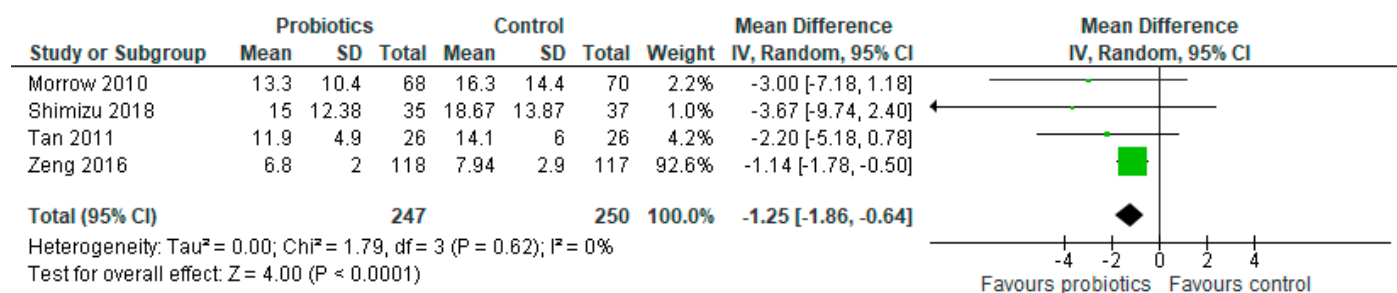 Probiotics Control Mean Difference Mean Difference
Study or Subgroup Mean SD Total Mean SD Total Weight IV, Random, 95% CI IV, Random, 95% CI
Morrow 2010 13.3 10.4 68 16.3 14.4 70 2.2% -3.00 [-7.18, 1.18]
Shimizu 2018 15 12.38 35 18.67 13.87 37 1.0% -3.67 [-9.74, 2.40]
Tan 2011 11.9 4.9 26 14.1 6 26 4.2% -2.20 [-5.18, 0.78]
Zeng 2016 6.8 2 118 7.94 2.9 117 92.6% -1.14 [-1.78, -0.50]
Total (95% CI) 247 250 100.0% -1.25 [-1.86, -0.64]
Heterogeneity: Tau² = 0.00; Chi² = 1.79, df = 3 (P = 0.62); I² = 0%
Test for overall effect: Z = 4.00 (P < 0.0001)
-4 -2 0 2 4
Favours probiotics Favours control